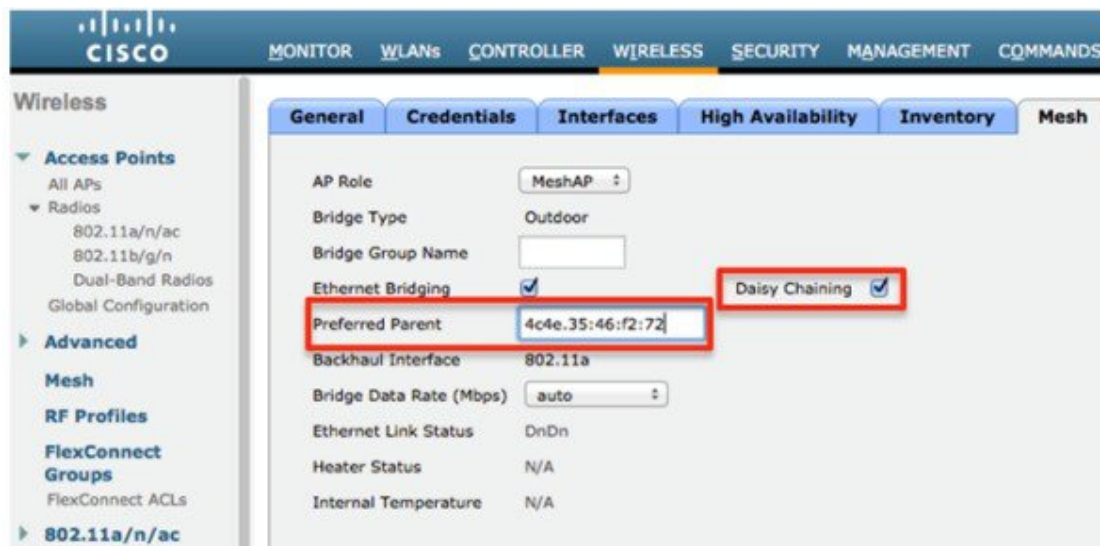 CISCO
MONITOR WLANs CONTROLLER WIRELESS SECURITY MANAGEMENT COMMANDS
Wireless
Access Points
All APs
Radios
802.11a/n/ac
802.11b/g/n
Dual-Band Radios
Global Configuration
Advanced
Mesh
RF Profiles
FlexConnect
Groups
FlexConnect ACLs
802.11a/n/ac
General Credentials Interfaces High Availability Inventory Mesh
AP Role MeshAP
Bridge Type Outdoor
Bridge Group Name
Ethernet Bridging Daisy Chaining
Preferred Parent 4c4e.35:46:f2:72
Backhaul Interface 802.11a
Bridge Data Rate (Mbps) auto
Ethernet Link Status DnDn
Heater Status N/A
Internal Temperature N/A